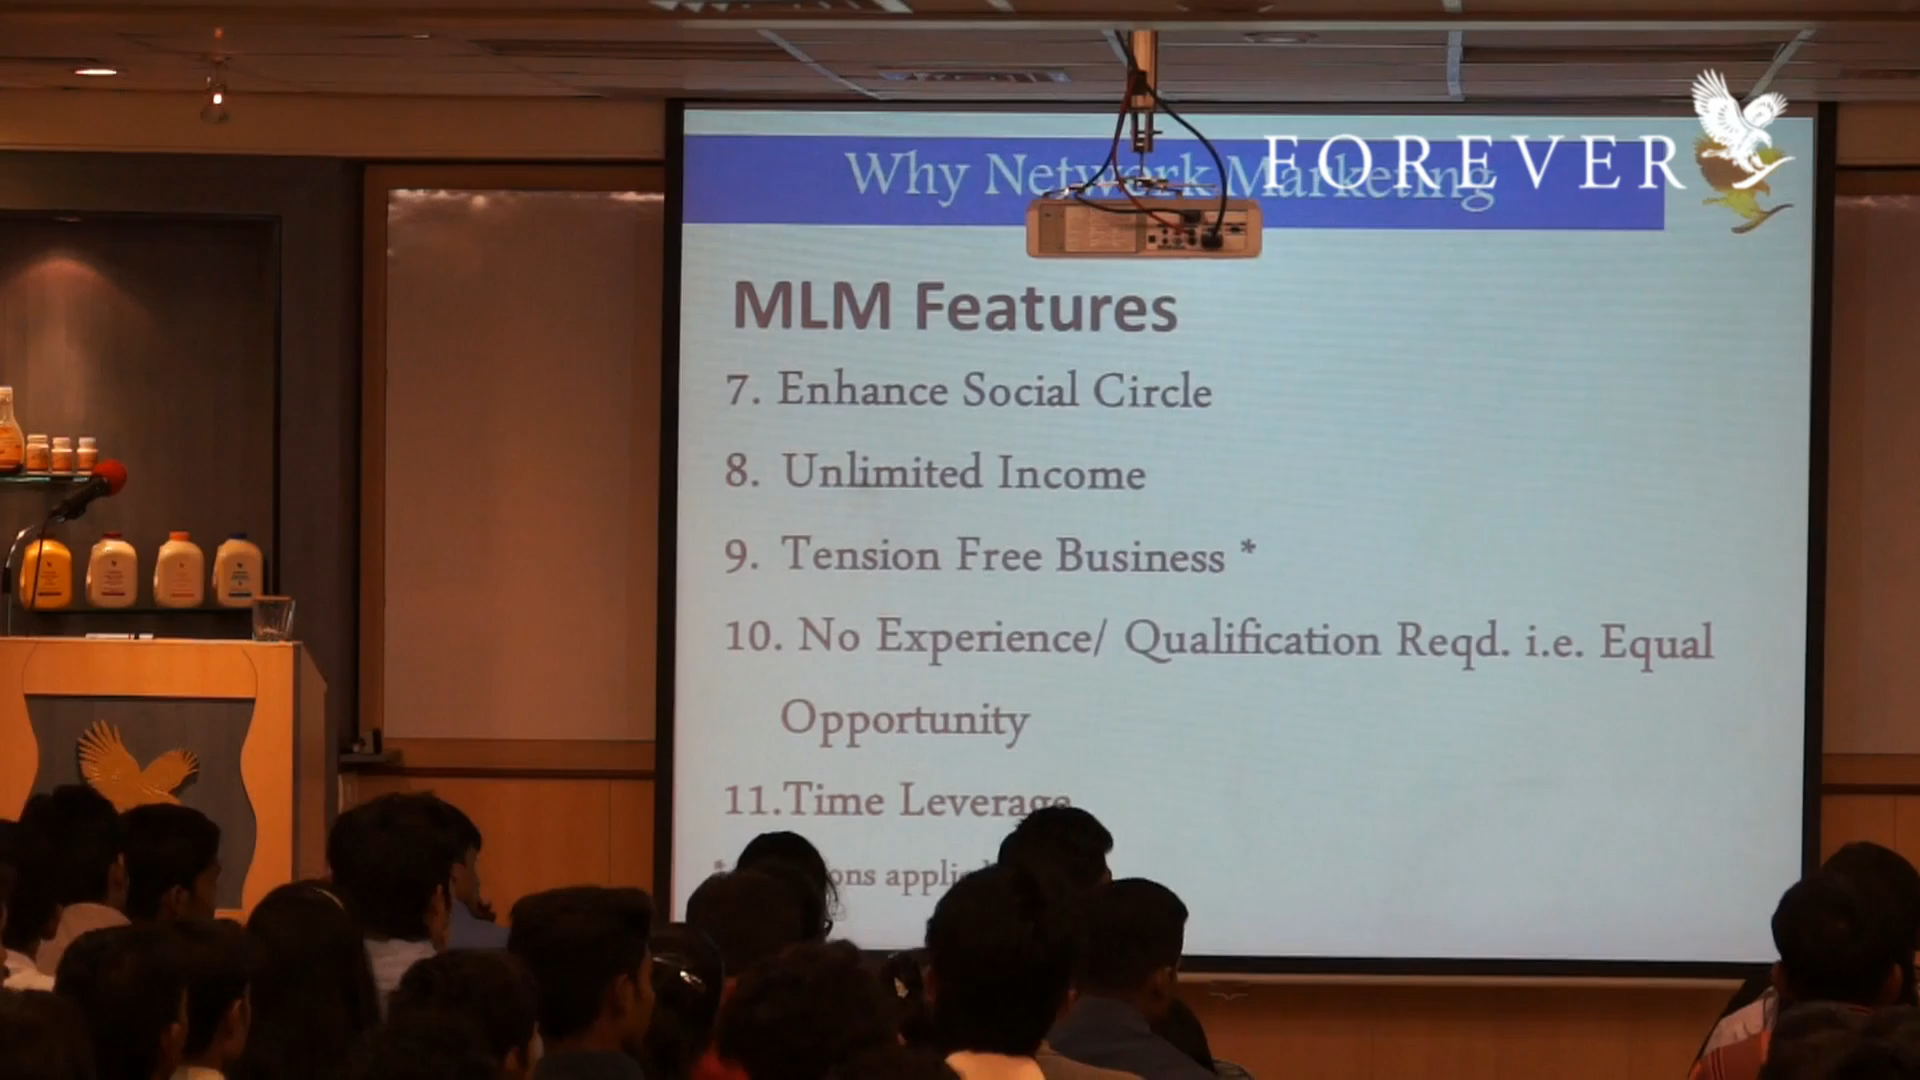 Why Network Marketing
FOREVER
MLM Features
7. Enhance Social Circle
8. Unlimited Income
9. Tension Free Business *
10. No Experience/ Qualification Reqd. i.e. Equal
Opportunity
11.Time Leverage